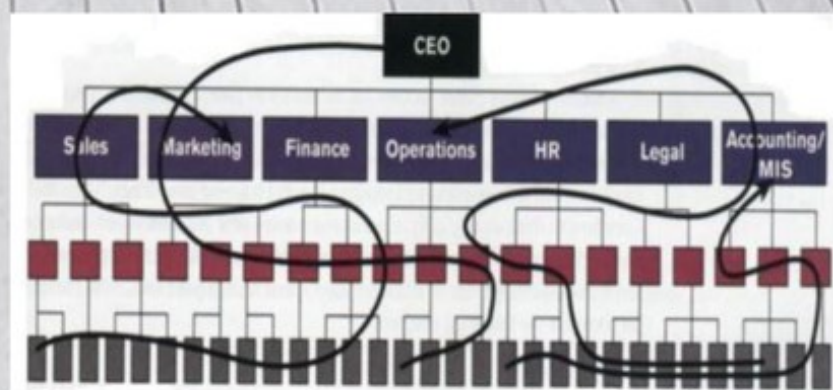 CEO
Sales
Marketing
Finance
Operations
HR
Legal
Accounting/
MIS